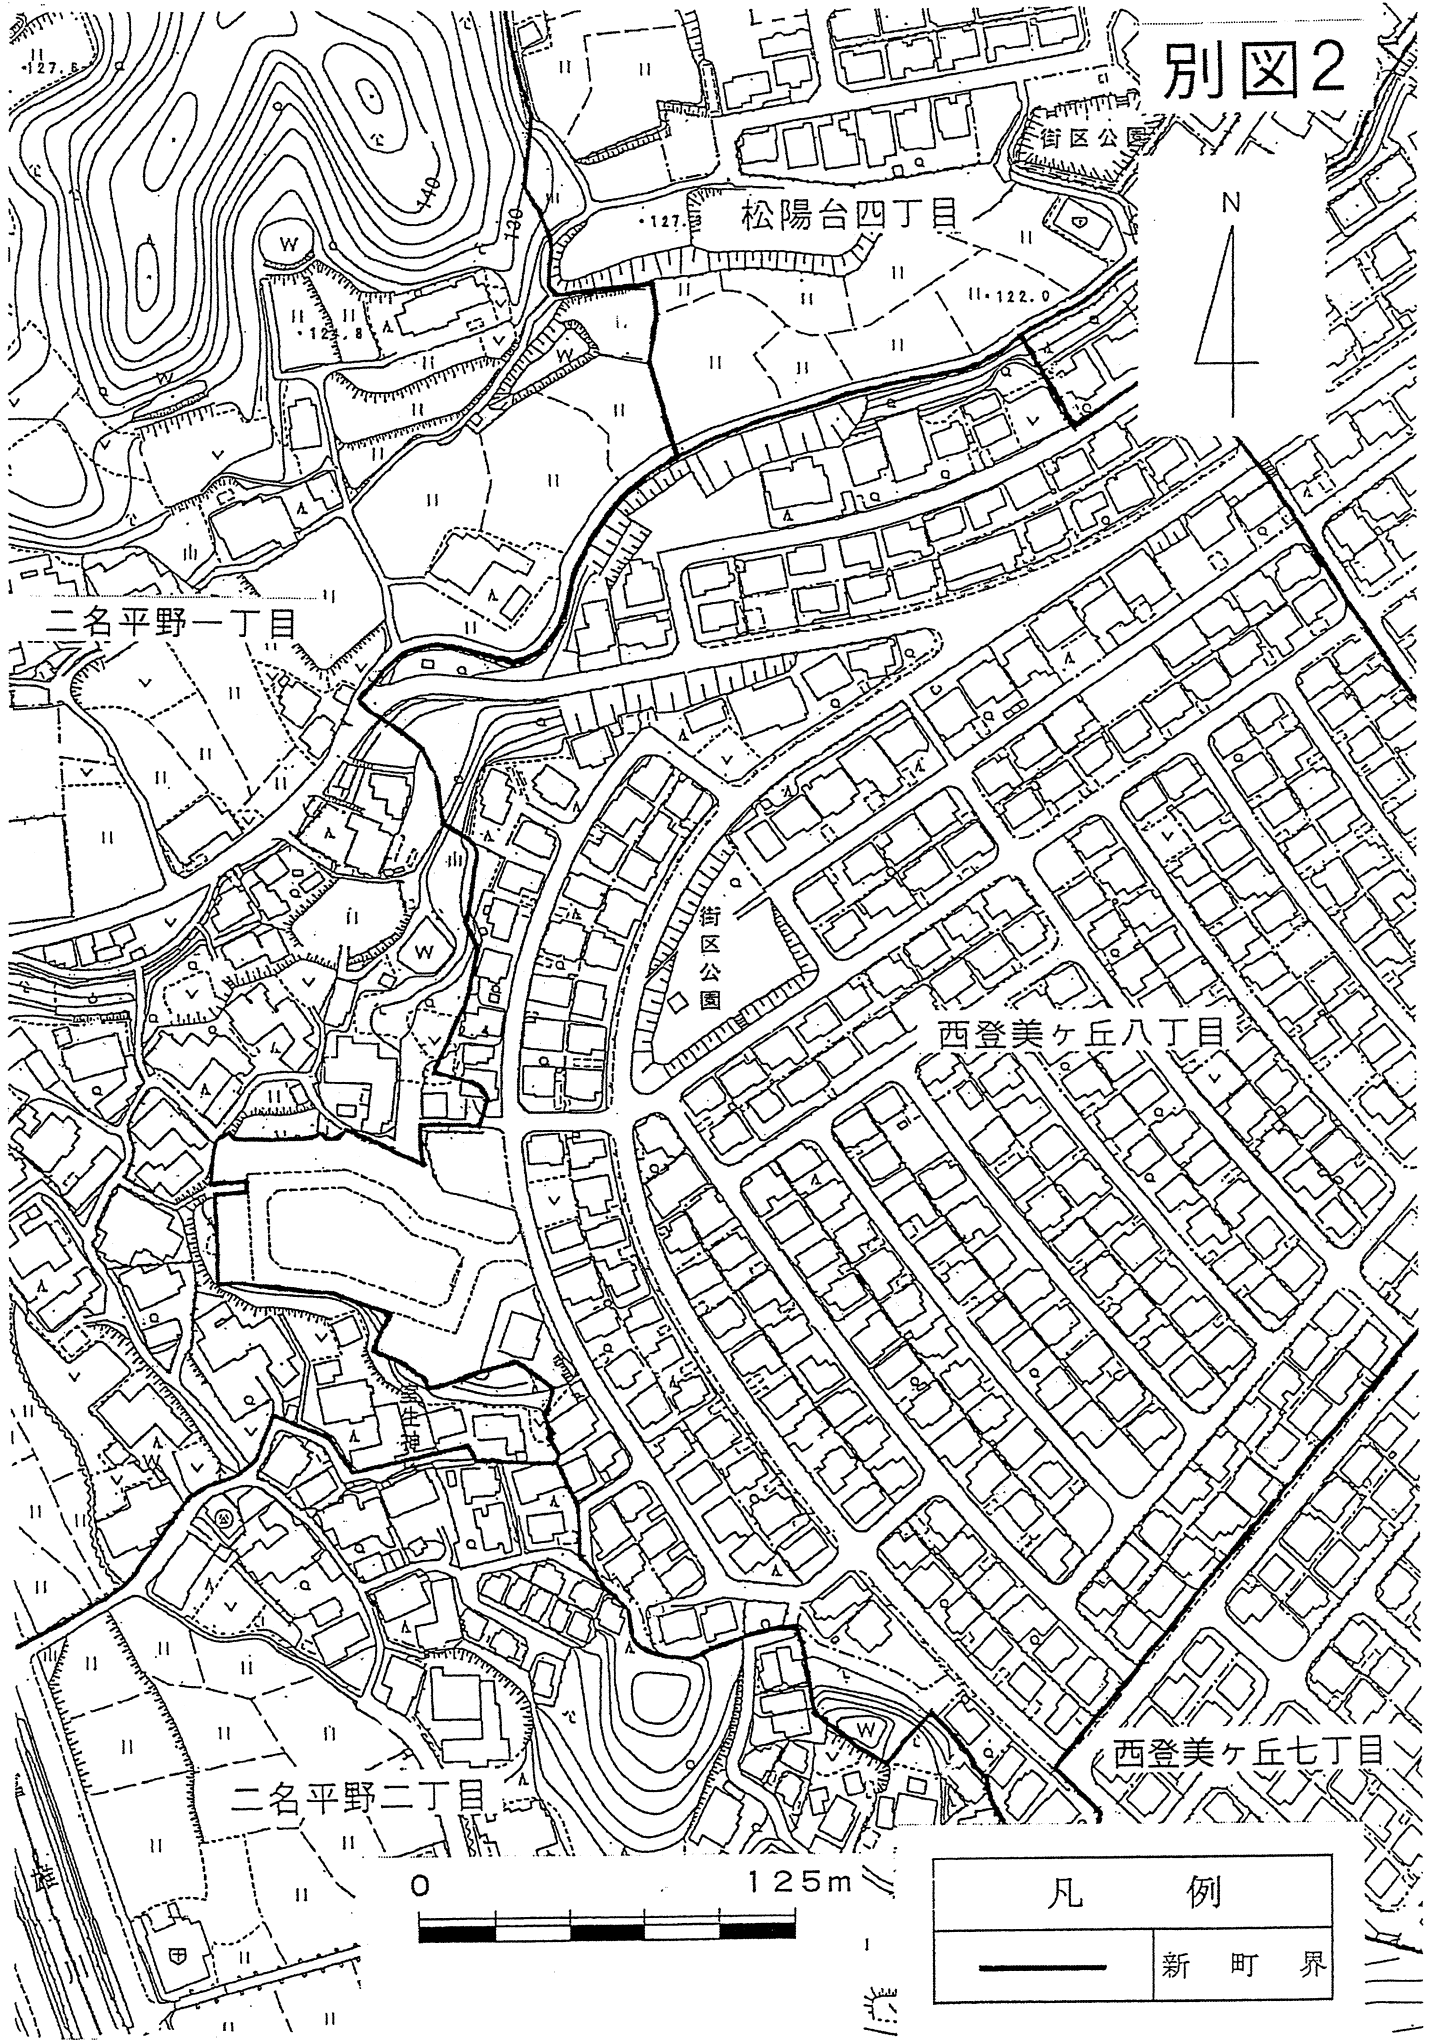 別図2
127.6
街区公園
N
140
130
127.
松陽台四丁目
W
122.0
W
W
二名平野一丁目
街区公園
W
西登美ヶ丘八丁目
W
W
西登美ヶ丘七丁目
二名平野二丁目
0 125m
凡 例
新 町 界